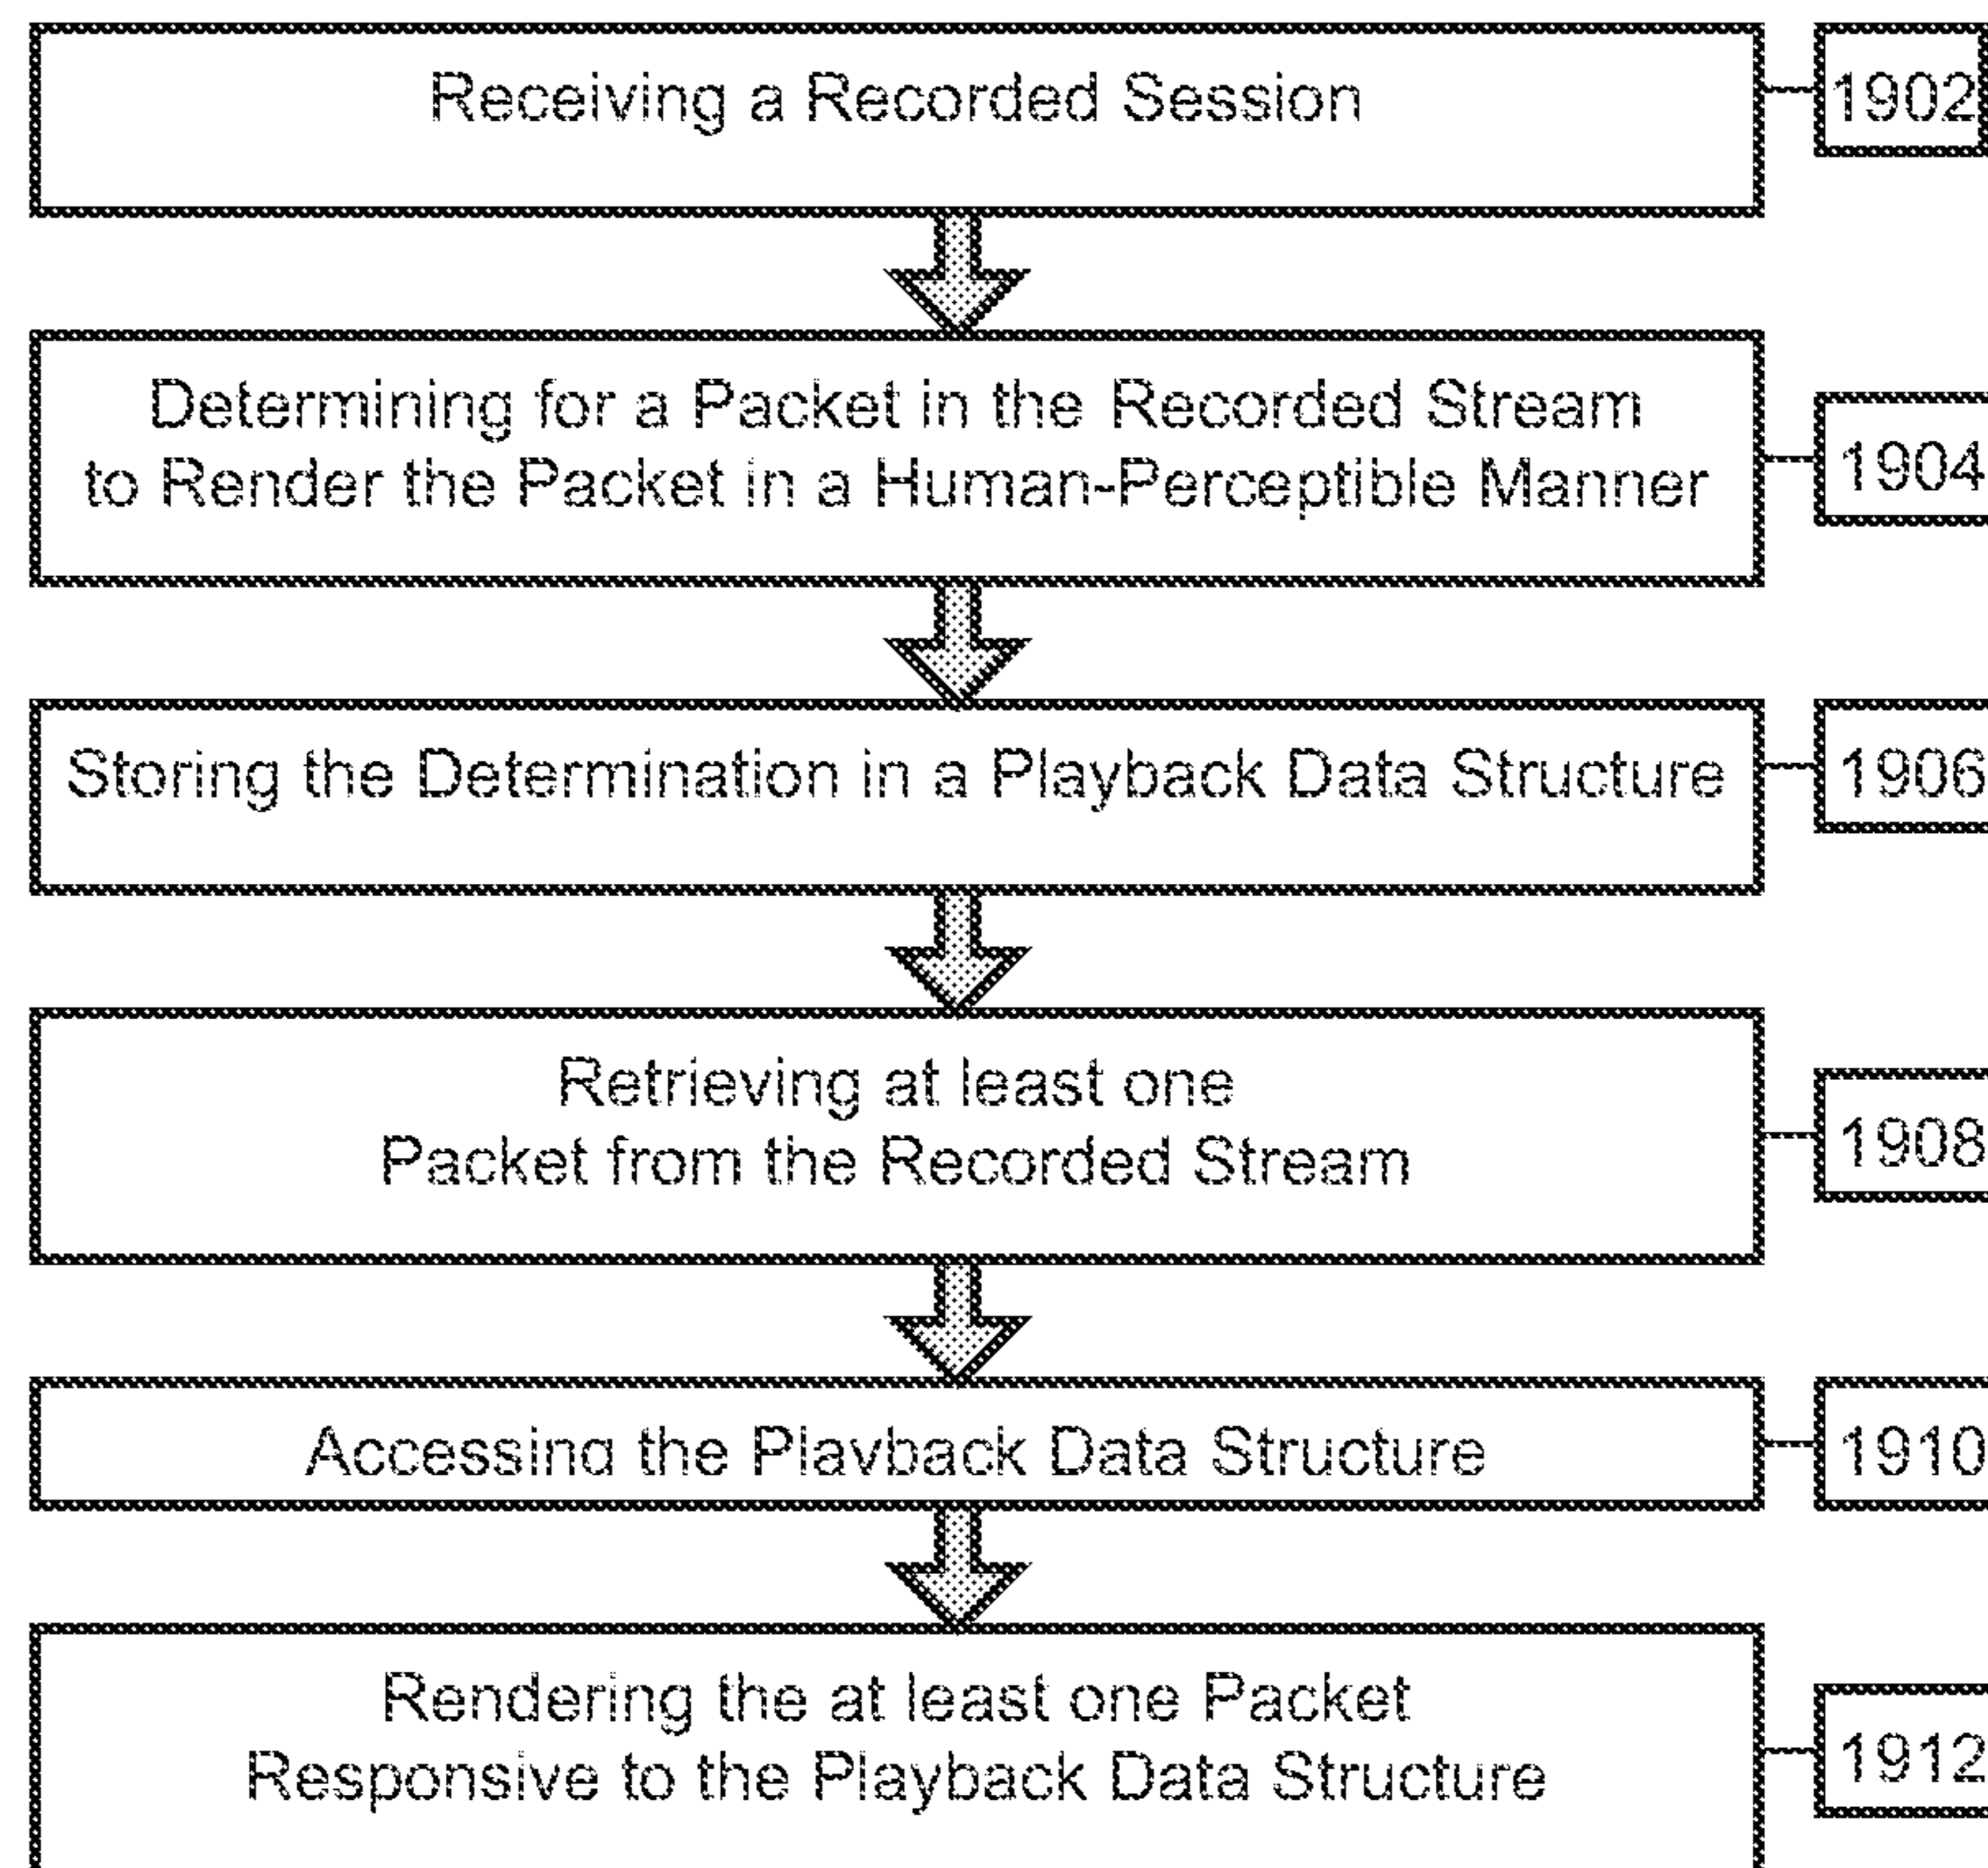 Receiving a Recorded Session
1902
Determining for a Packet in the Recorded Stream
to Render the Packet in a Human-Perceptible Manner
1904
Storing the Determination in a Playback Data Structure
1906
Retrieving at least one
Packet from the Recorded Stream
1908
Accessing the Playback Data Structure
1910
Rendering the at least one Packet
Responsive to the Playback Data Structure
1912